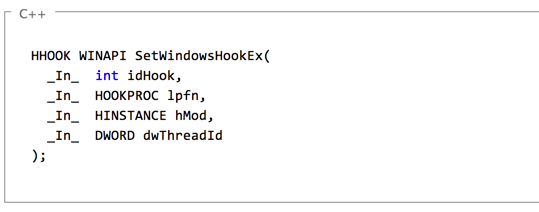 C++
HHOOK WINAPI SetWindowsHookEx(
  _In_  int idHook,
  _In_  HOOKPROC lpfn,
  _In_  HINSTANCE hMod,
  _In_  DWORD dwThreadId
);